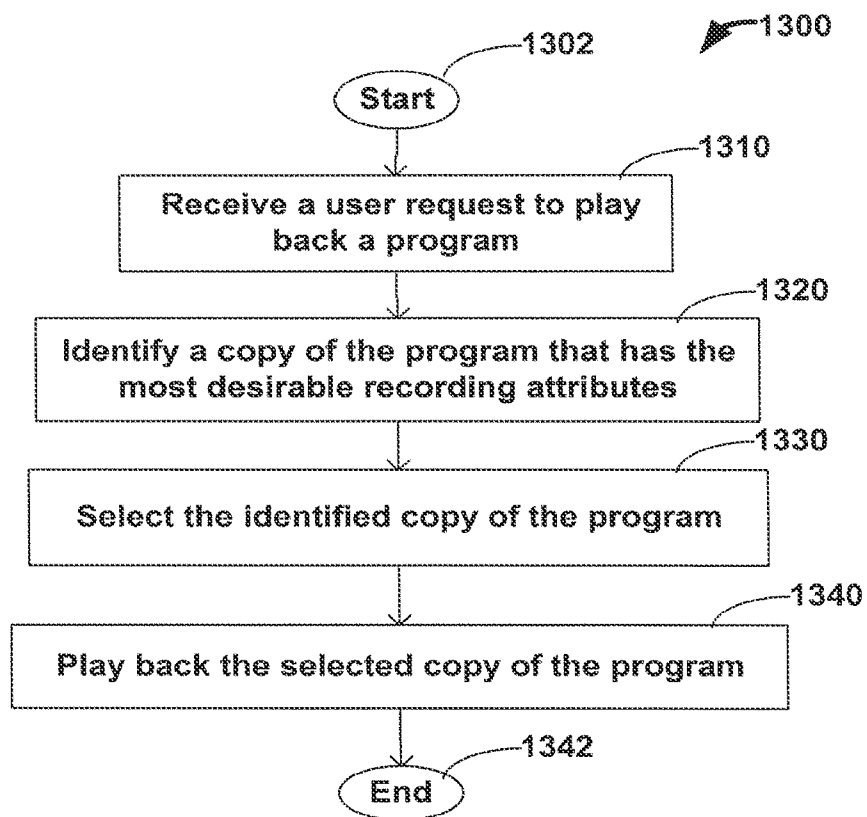 1300
1302
Start
1310
Receive a user request to play
back a program
1320
Identify a copy of the program that has the
most desirable recording attributes
1330
Select the identified copy of the program
1340
Play back the selected copy of the program
1342
End